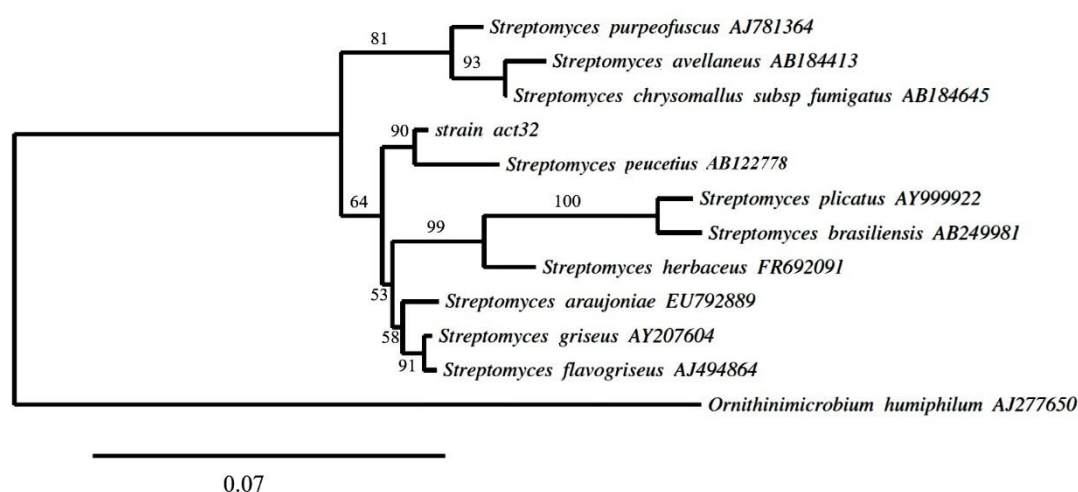 Streptomyces purpeofuscus AJ781364
81
93
Streptomyces avellaneus AB184413
Streptomyces chrysomallus subsp fumigatus AB184645
90
strain act32
Streptomyces peucetius AB122778
64
100
Streptomyces plicatus AY999922
99
Streptomyces brasiliensis AB249981
Streptomyces herbaceus FR692091
53
Streptomyces araujoniae EU792889
58
Streptomyces griseus AY207604
91
Streptomyces flavogriseus AJ494864
Ornithinimicrobium humiphilum AJ277650
0.07